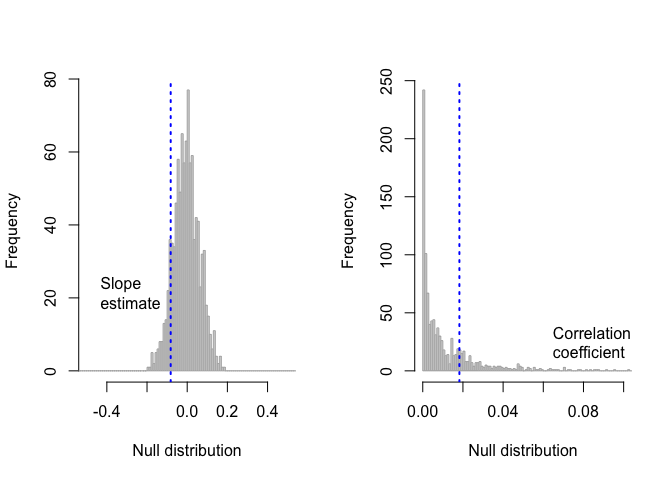 80
60
40
20
0
Frequency
Slope
estimate
-0.4
0.0
0.2
0.4
Null distribution
250
200
150
100
50
0
Frequency
Correlation
coefficient
0.00
0.04
0.08
Null distribution